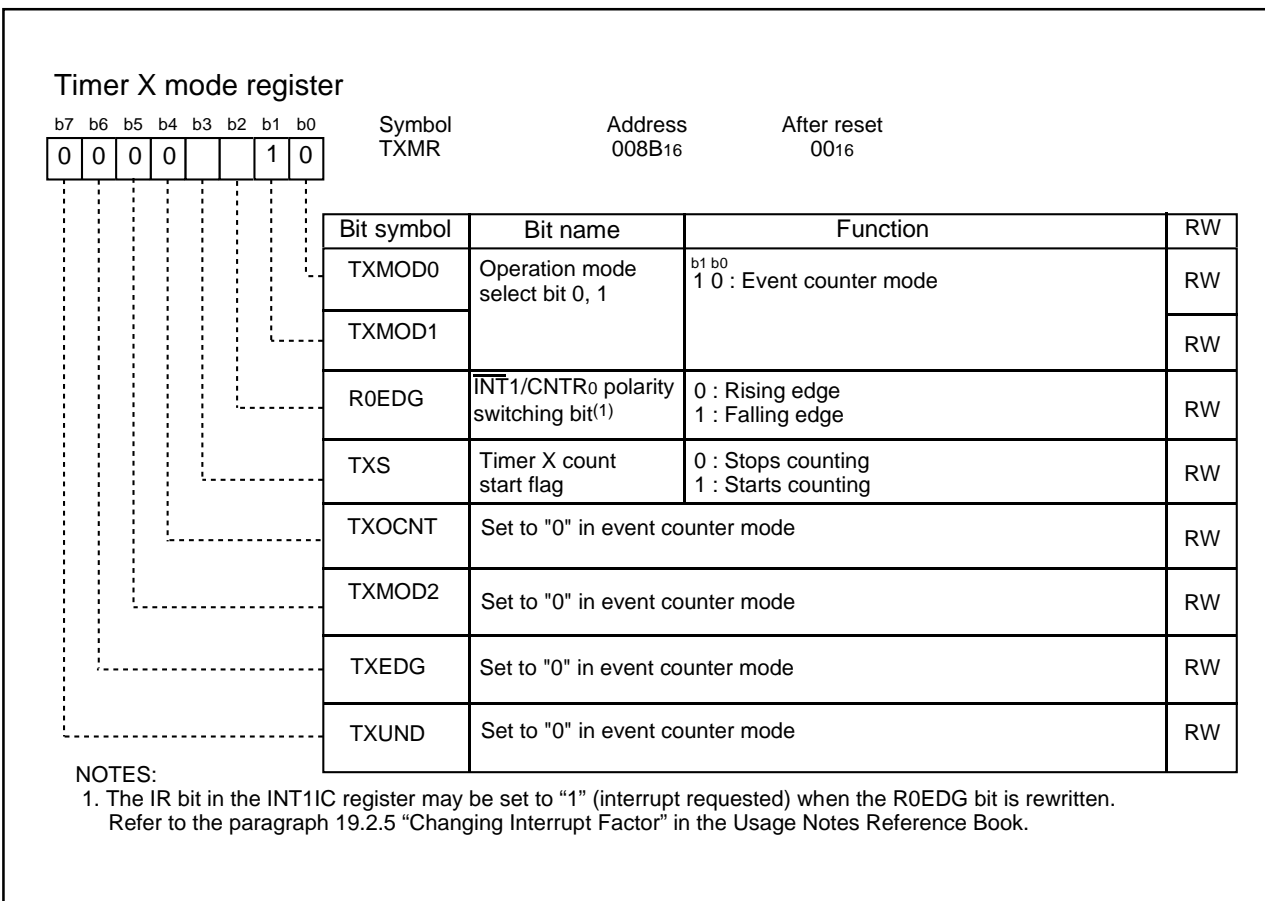 Timer X mode register
b7 b6 b5 b4 b3 b2 b1 b0
Symbol Address After reset
0 0 0 0 1 0
TXMR 008B16 0016
Bit symbol Bit name Function RW
TXMOD0 Operation mode select bit 0, 1
b1 b0
1 0 : Event counter mode
RW
TXMOD1 RW
R0EDG INT1/CNTR0 polarity
switching bit(1)
0 : Rising edge
1 : Falling edge
RW
TXS Timer X count
start flag
0 : Stops counting
1 : Starts counting
RW
TXOCNT Set to "0" in event counter mode RW
TXMOD2 Set to "0" in event counter mode RW
TXEDG Set to "0" in event counter mode RW
TXUND Set to "0" in event counter mode RW
NOTES:
1. The IR bit in the INT1IC register may be set to “1” (interrupt requested) when the R0EDG bit is rewritten.
Refer to the paragraph 19.2.5 “Changing Interrupt Factor” in the Usage Notes Reference Book.